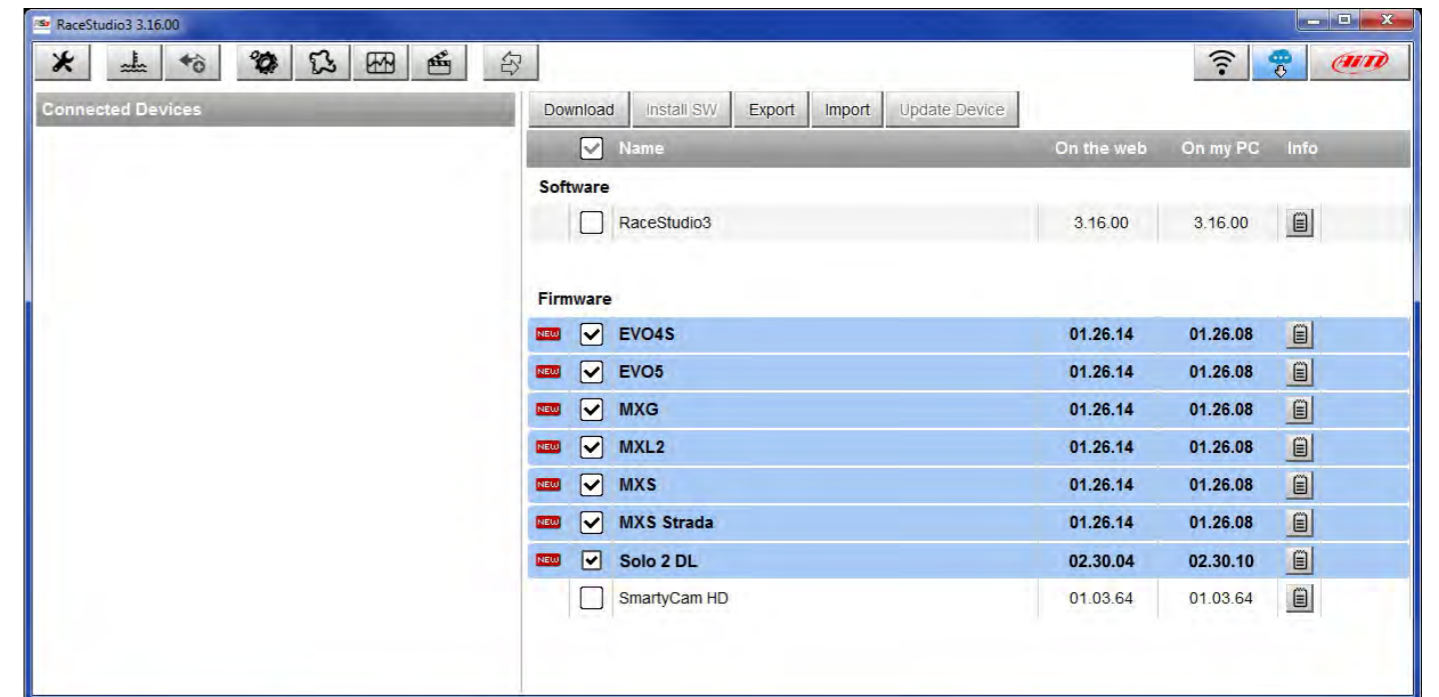 RaceStudio3 3.16.00
AiM
Connected Devices
Download Install SW Export Import Update Device
Name On the web On my PC Info
Software
RaceStudio3 3.16.00 3.16.00
Firmware
NEW EVO4S 01.26.14 01.26.08
NEW EVO5 01.26.14 01.26.08
NEW MXG 01.26.14 01.26.08
NEW MXL2 01.26.14 01.26.08
NEW MXS 01.26.14 01.26.08
NEW MXS Strada 01.26.14 01.26.08
NEW Solo 2 DL 02.30.04 02.30.10
SmartyCam HD 01.03.64 01.03.64